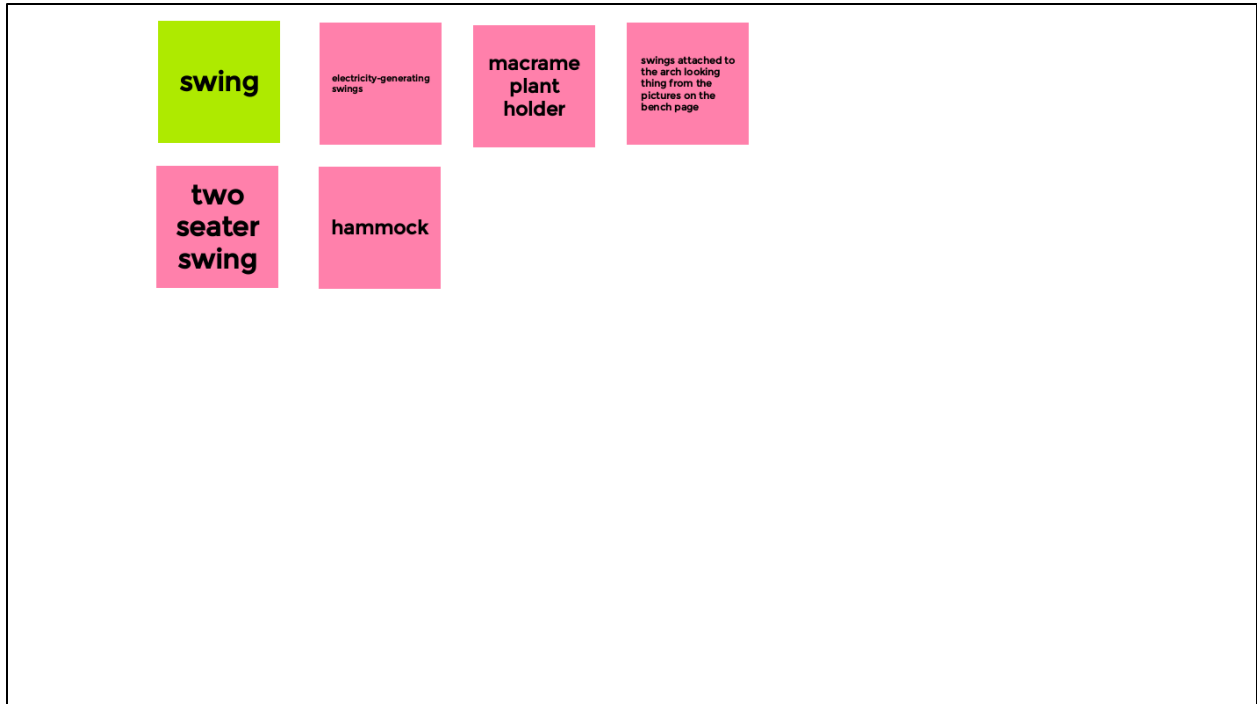 swing
electricity-generating
swings
macrame
plant
holder
swings attached to
the arch looking
thing from the
pictures on the
bench page
two
seater
swing
hammock